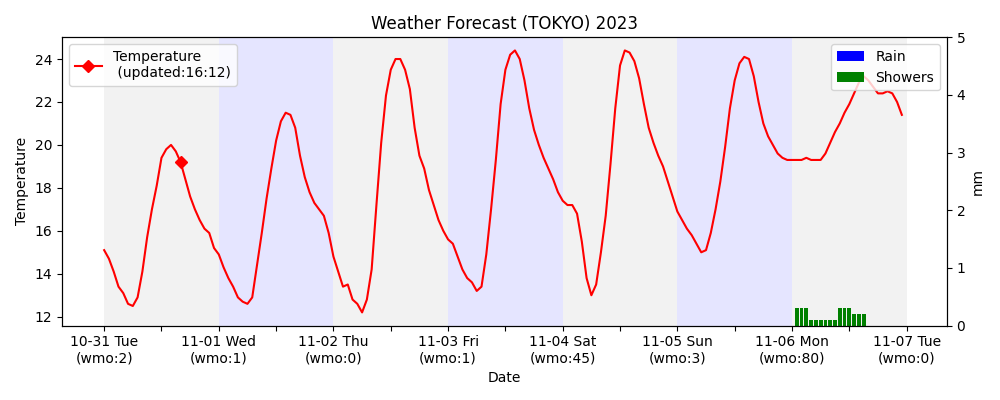 Weather Forecast (TOKYO) 2023
Temperature
(updated:16:12)
Rain
Showers
24
22
20
18
16
14
12
Temperature
5
4
3
2
1
0
mm
10-31 Tue 11-01 Wed 11-02 Thu 11-03 Fri 11-04 Sat 11-05 Sun 11-06 Mon 11-07 Tue
(wmo:2) (wmo:1) (wmo:0) (wmo:1) (wmo:45) (wmo:3) (wmo:80) (wmo:0)
Date